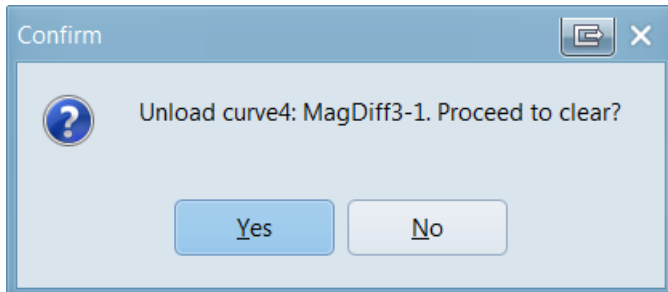 Confirm
Unload curve4: MagDiff3-1. Proceed to clear?
Yes
No